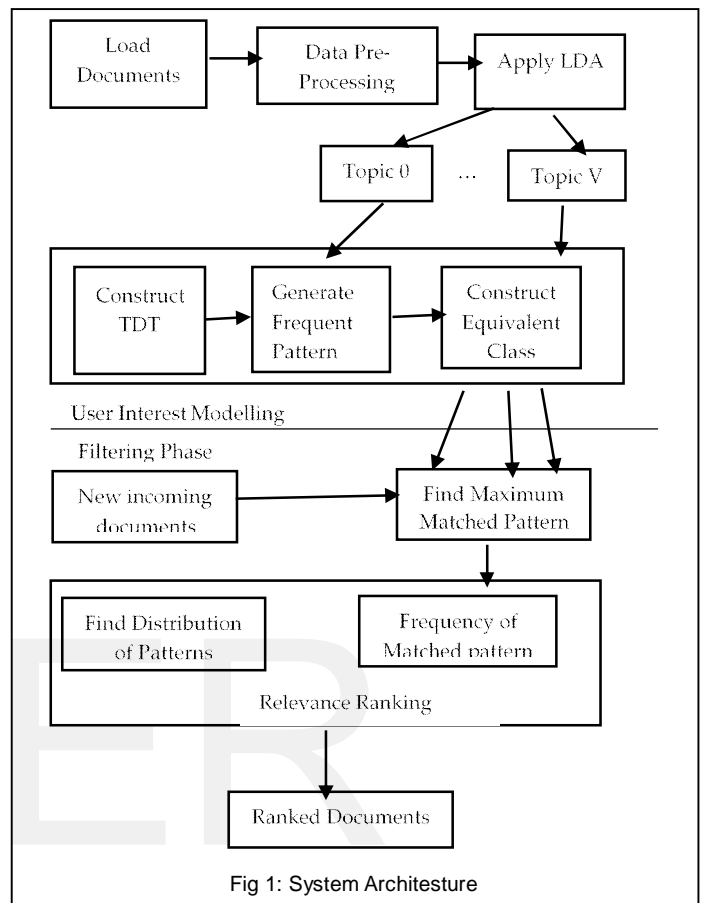 Load
Documents
Data Pre-
Processing
Apply LDA
Topic 0
...
Topic V
Construct
TDT
Generate
Frequent
Pattern
Construct
Equivalent
Class
User Interest Modelling
Filtering Phase
New incoming
documents
Find Maximum
Matched Pattern
Find Distribution
of Patterns
Frequency of
Matched pattern
Relevance Ranking
Ranked Documents
ER
Fig 1: System Architesture